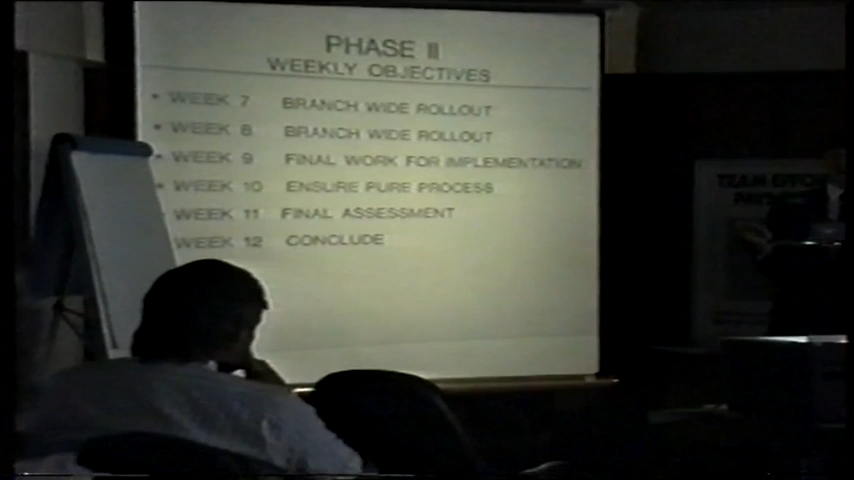 PHASE II
WEEKLY OBJECTIVES
• WEEK 7 BRANCH WIDE ROLLOUT
• WEEK 8 BRANCH WIDE ROLLOUT
• WEEK 9 FINAL WORK FOR IMPLEMENTATION
• WEEK 10 ENSURE PURE PROCESS
• WEEK 11 FINAL ASSESSMENT
WEEK 12 CONCLUDE
TEAM